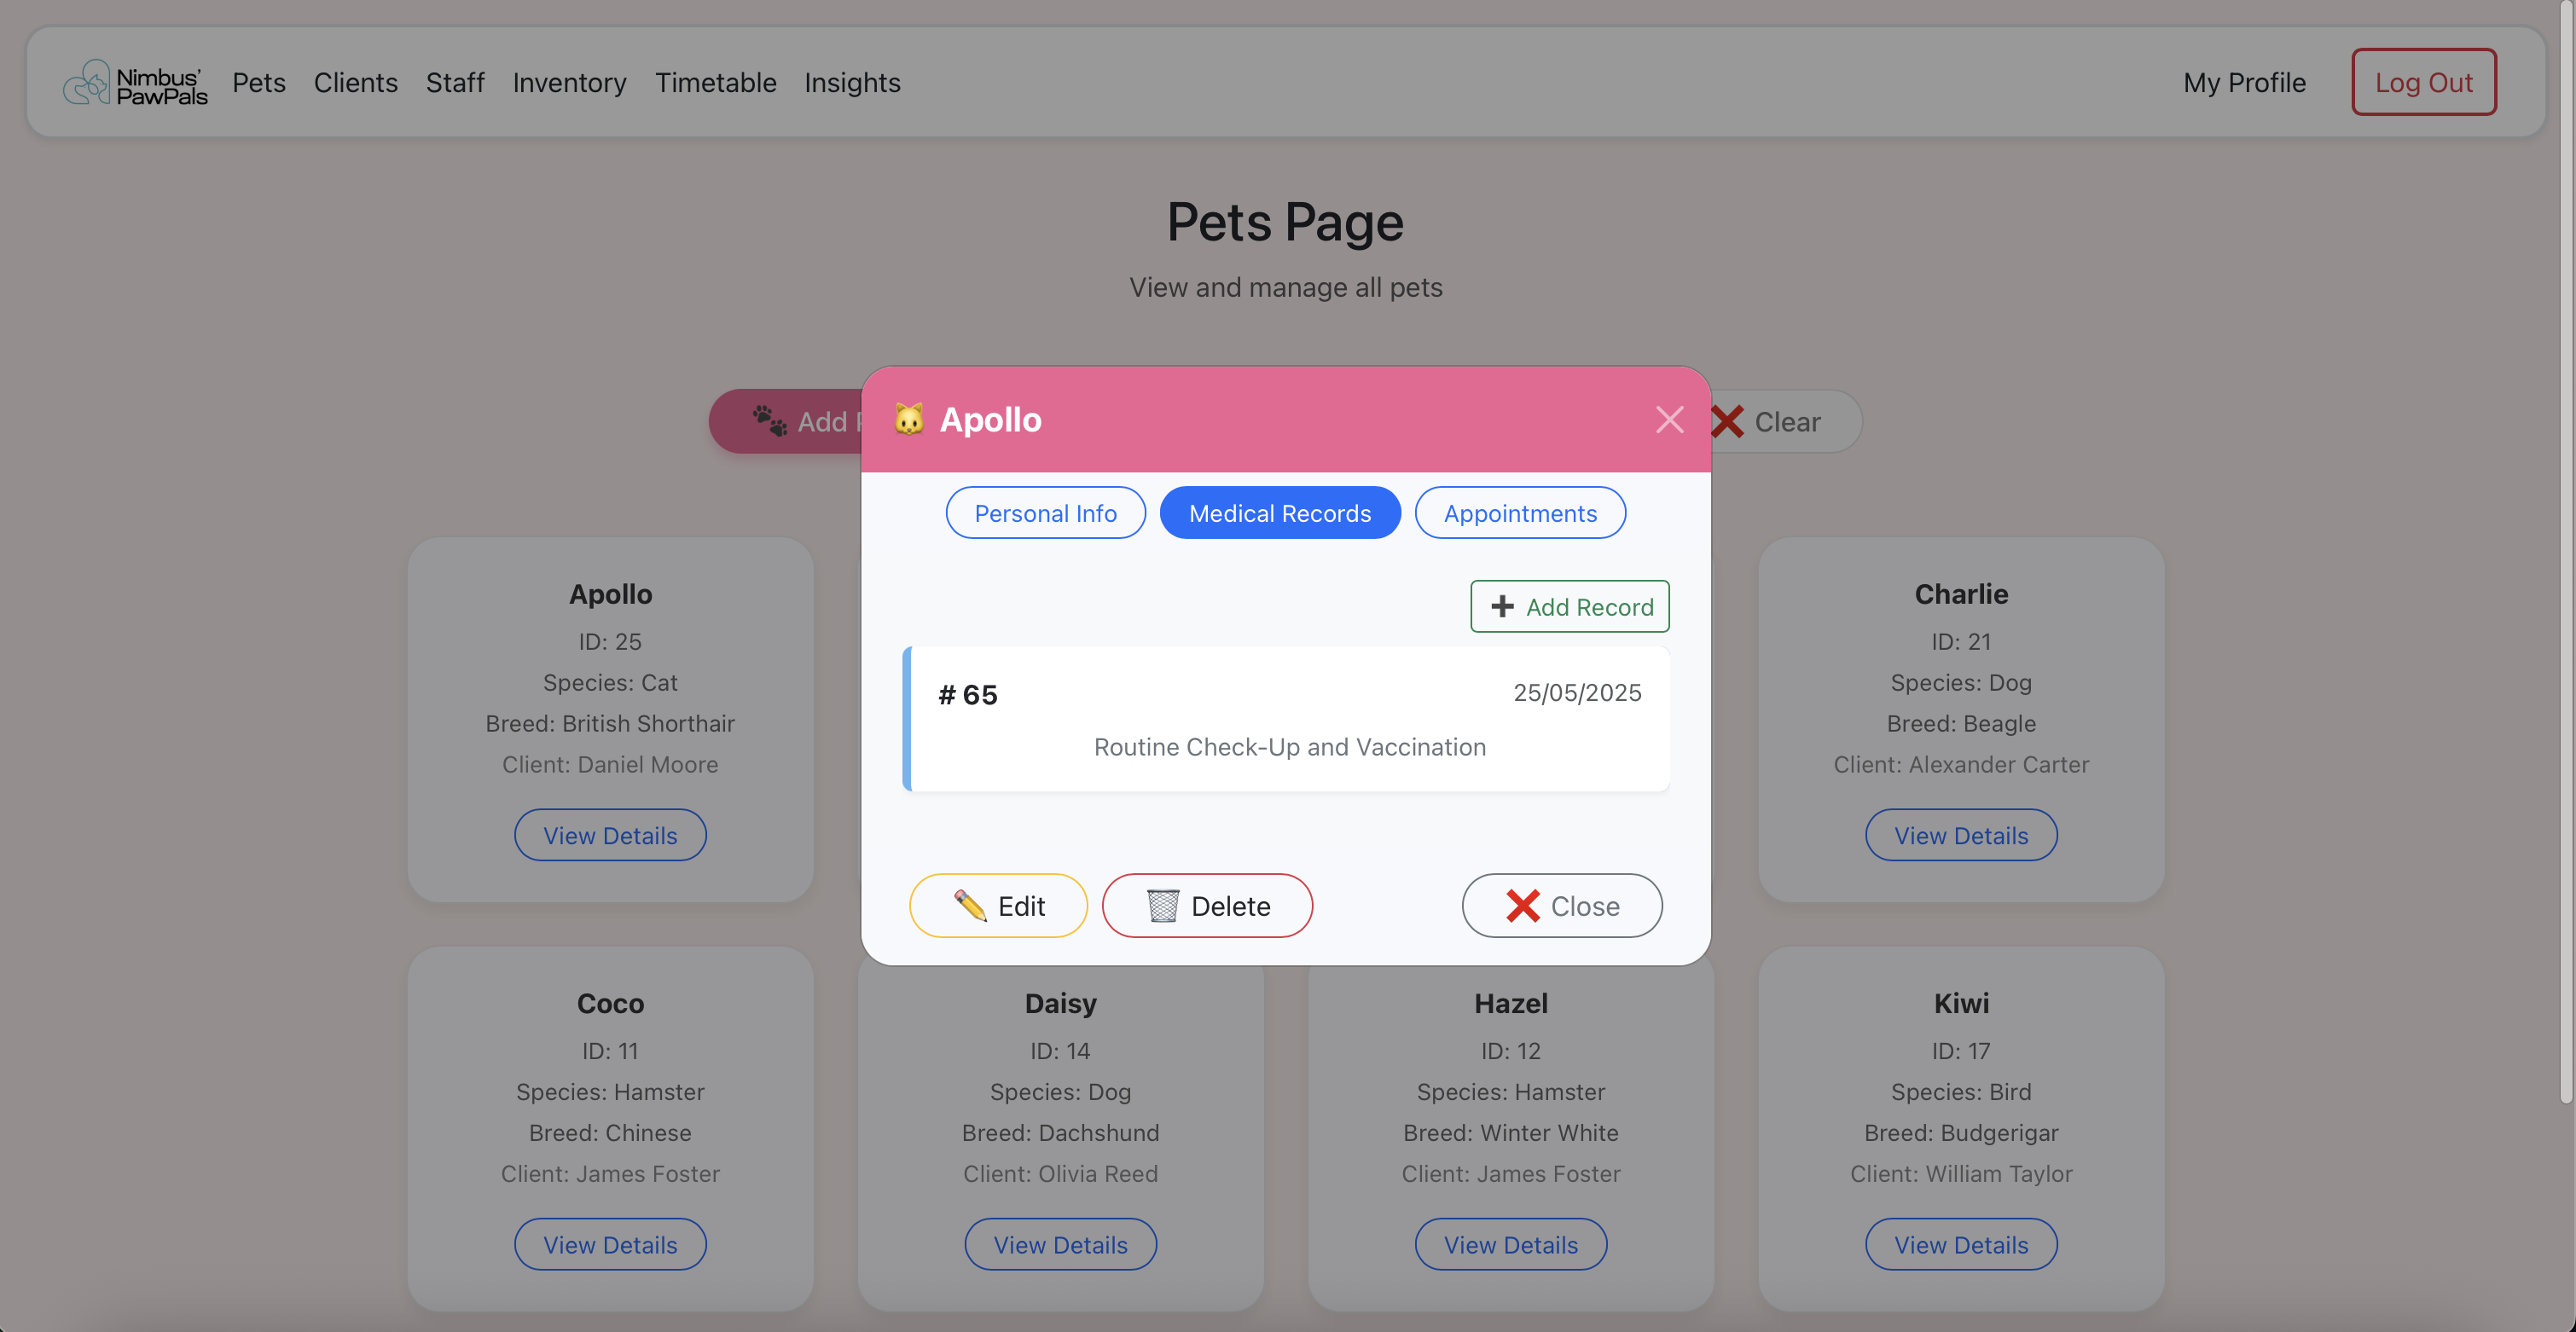 Nimbus'
PawPals
Pets Clients Staff Inventory Timetable Insights My Profile Log Out
Pets Page
View and manage all pets
Add
Clear
Apollo
Personal Info Medical Records Appointments
Add Record
# 65 25/05/2025
Routine Check-Up and Vaccination
Edit Delete Close
Apollo
ID: 25
Species: Cat
Breed: British Shorthair
Client: Daniel Moore
View Details
Charlie
ID: 21
Species: Dog
Breed: Beagle
Client: Alexander Carter
View Details
Coco
ID: 11
Species: Hamster
Breed: Chinese
Client: James Foster
View Details
Daisy
ID: 14
Species: Dog
Breed: Dachshund
Client: Olivia Reed
View Details
Hazel
ID: 12
Species: Hamster
Breed: Winter White
Client: James Foster
View Details
Kiwi
ID: 17
Species: Bird
Breed: Budgerigar
Client: William Taylor
View Details